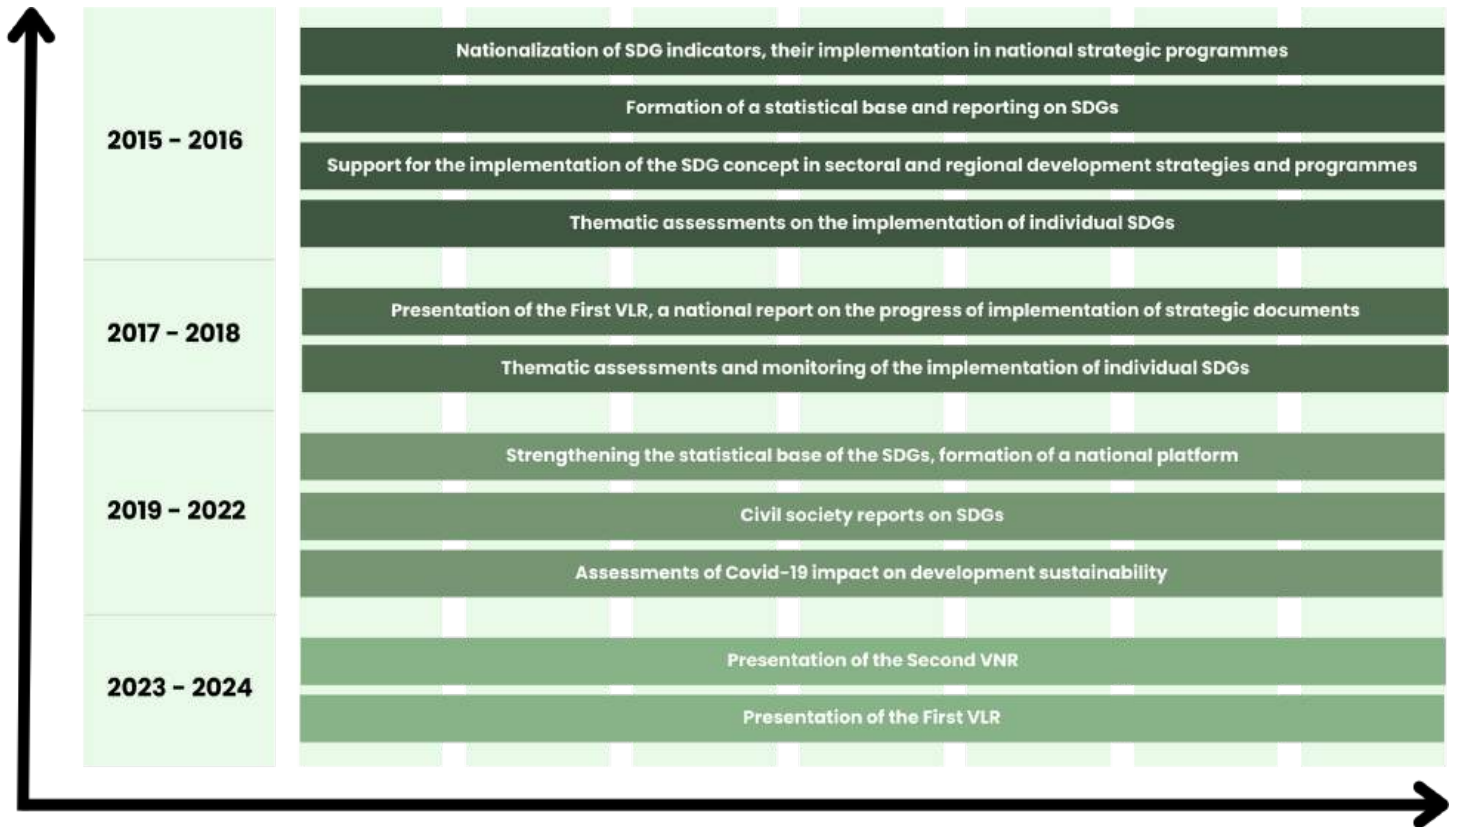 2015 - 2016
Nationalization of SDG indicators, their implementation in national strategic programmes
Formation of a statistical base and reporting on SDGs
Support for the implementation of the SDG concept in sectoral and regional development strategies and programmes
Thematic assessments on the implementation of individual SDGs
2017 - 2018
Presentation of the First VLR, a national report on the progress of implementation of strategic documents
Thematic assessments and monitoring of the implementation of individual SDGs
2019 - 2022
Strengthening the statistical base of the SDGs, formation of a national platform
Civil society reports on SDGs
Assessments of Covid-19 impact on development sustainability
2023 - 2024
Presentation of the Second VNR
Presentation of the First VLR